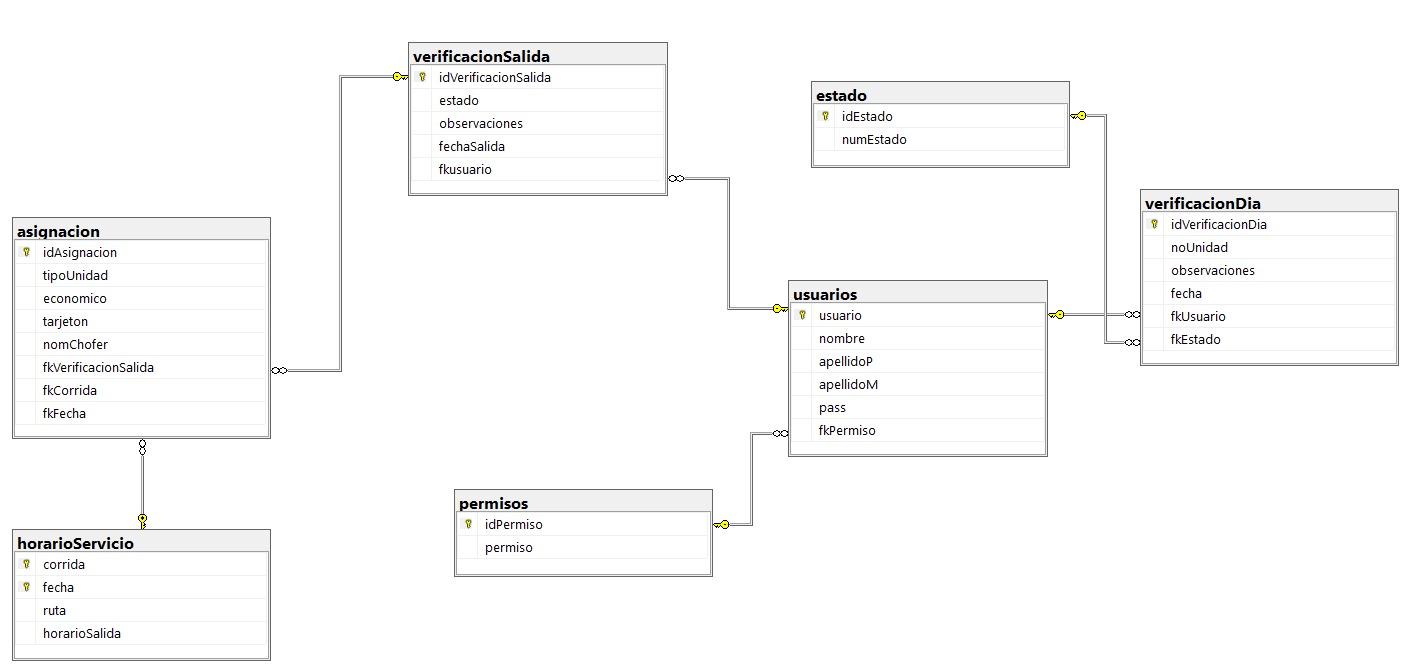 verificacionSalida
idVerificacionSalida
estado
observaciones
fechaSalida
fkusuario
estado
idEstado
numEstado
verificacionDia
idVerificacionDia
noUnidad
observaciones
fecha
fkUsuario
fkEstado
asignacion
idAsignacion
tipoUnidad
economico
tarjeton
nomChofer
fkVerificacionSalida
fkCorrida
fkFecha
usuarios
usuario
nombre
apellidoP
apellidoM
pass
fkPermiso
permisos
idPermiso
permiso
horarioServicio
corrida
fecha
ruta
horarioSalida